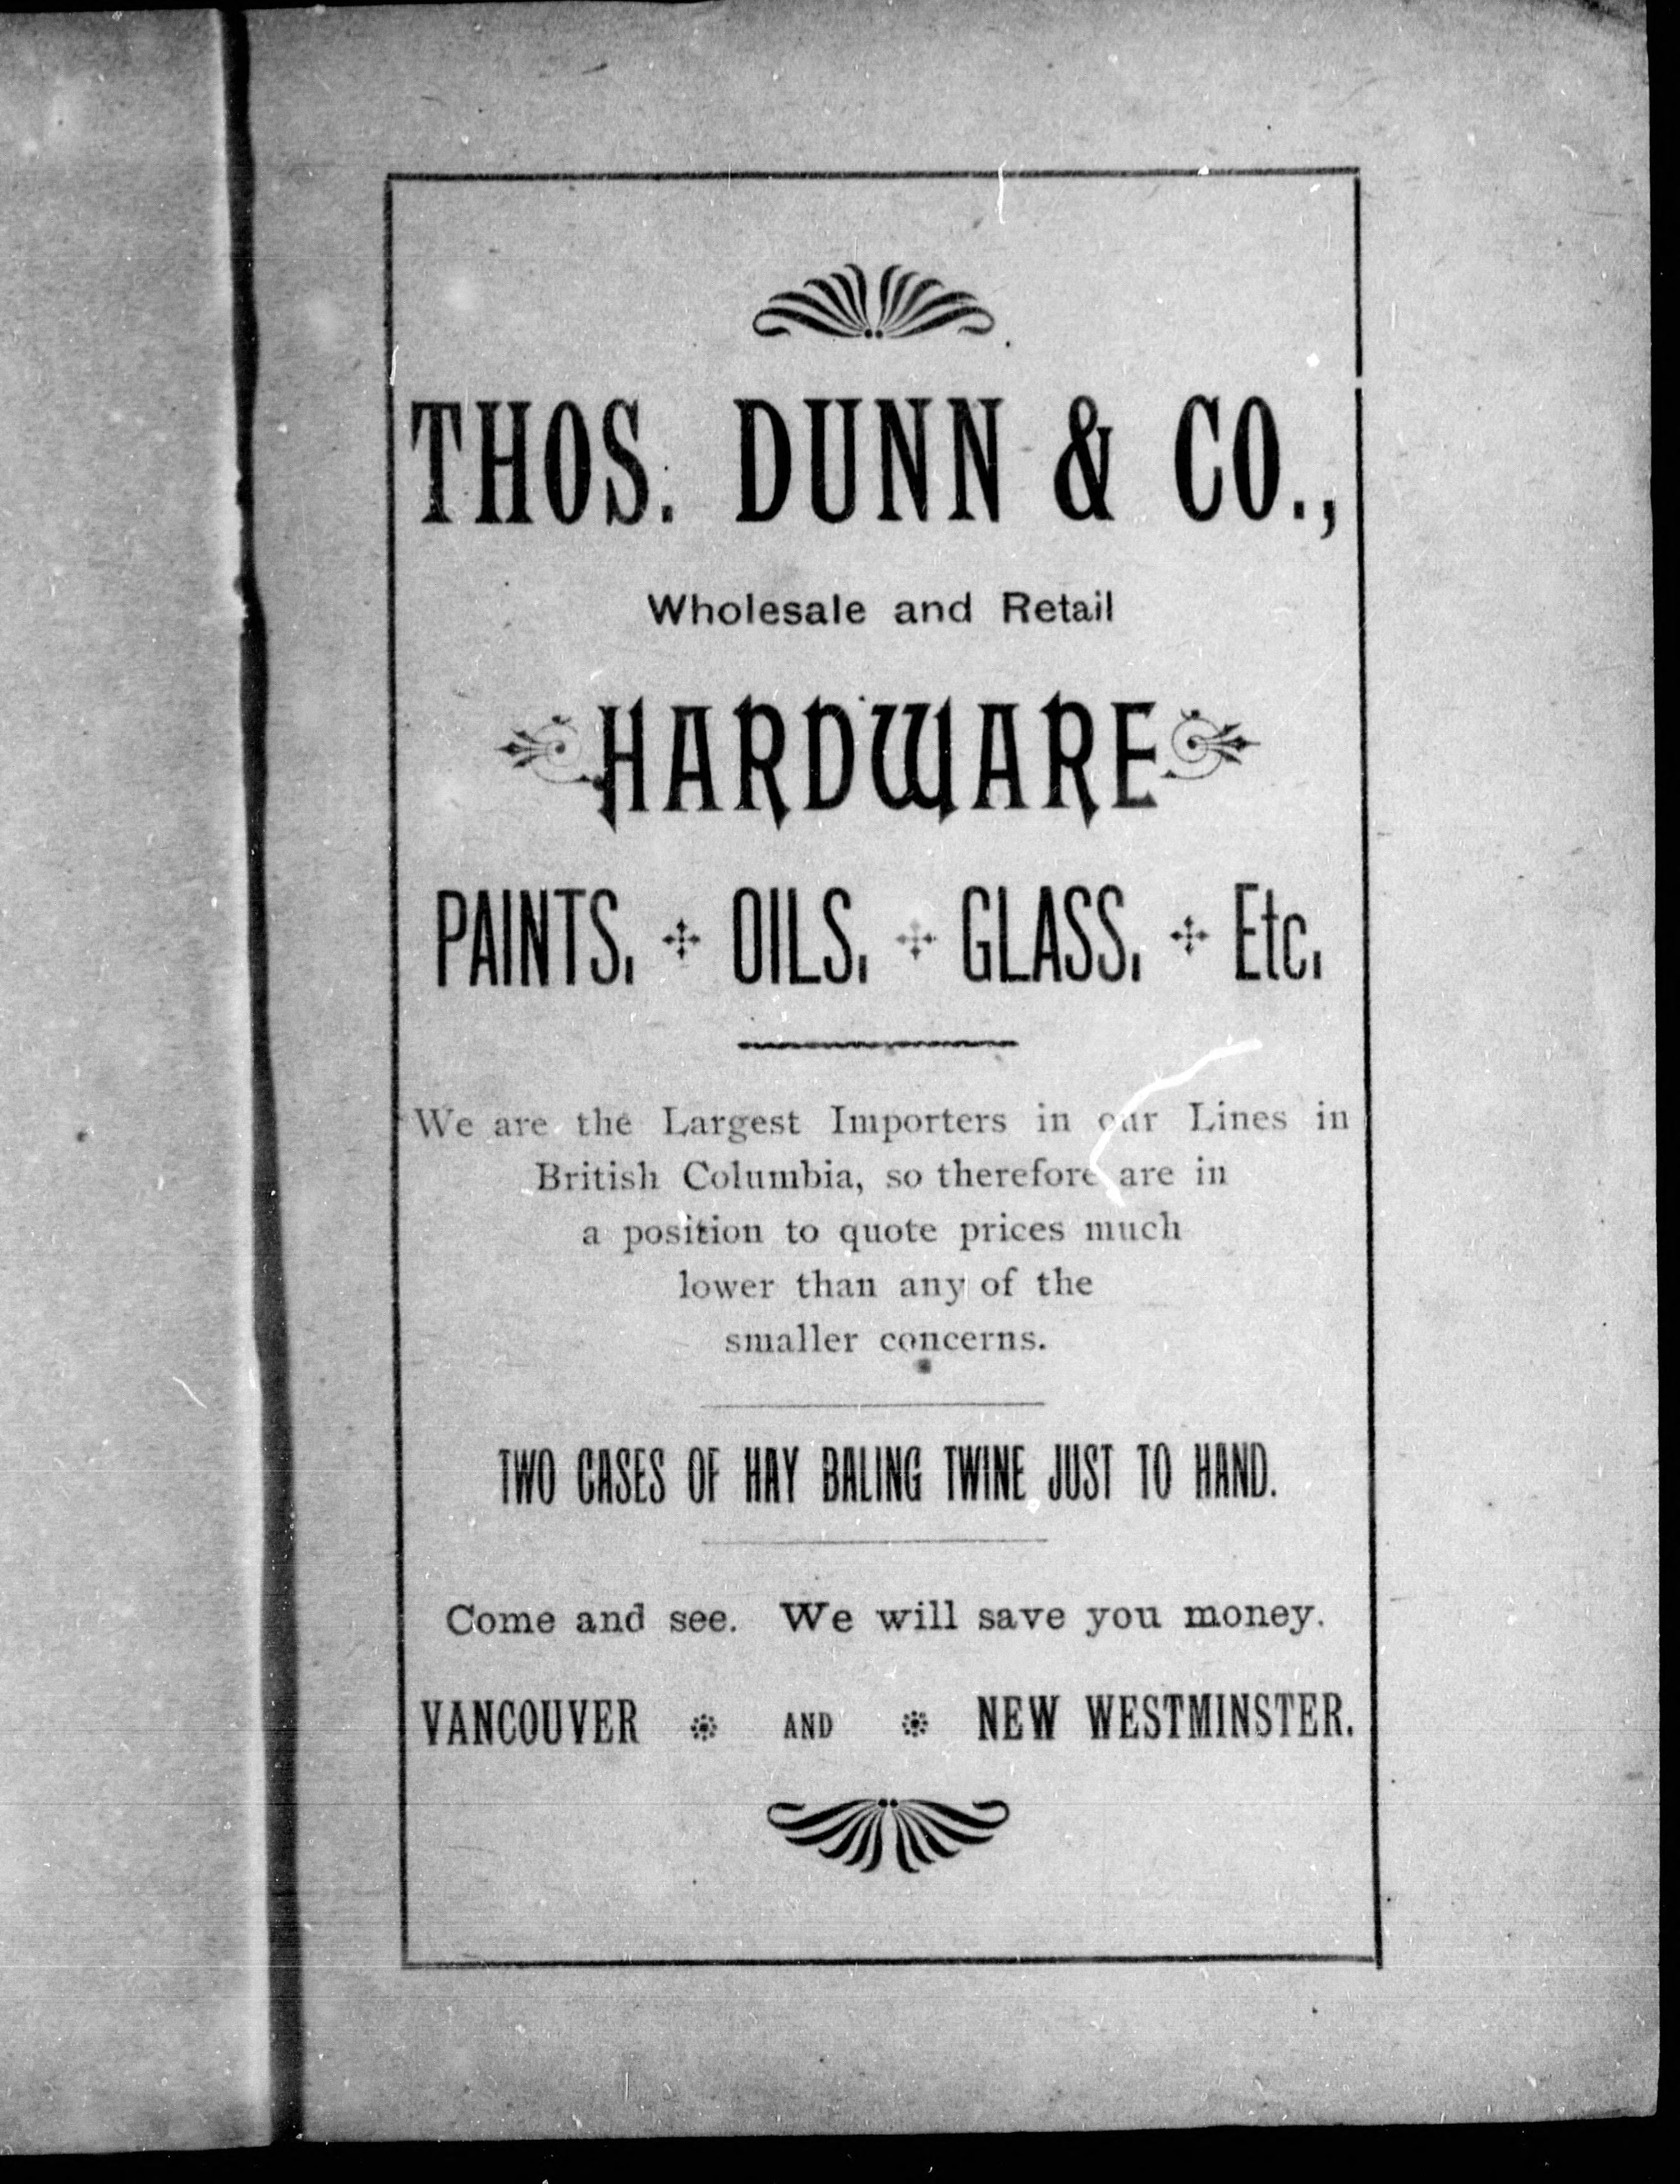 THOS. DUNN & CO.,
Wholesale and Retail
HARDWARE
PAINTS, OILS, GLASS, Etc.
We are the Largest Importers in our Lines in
British Columbia, so therefore are in
a position to quote prices much
lower than any of the
smaller concerns.
TWO CASES OF HAY BALING TWINE JUST TO HAND.
Come and see. We will save you money.
VANCOUVER AND NEW WESTMINSTER.